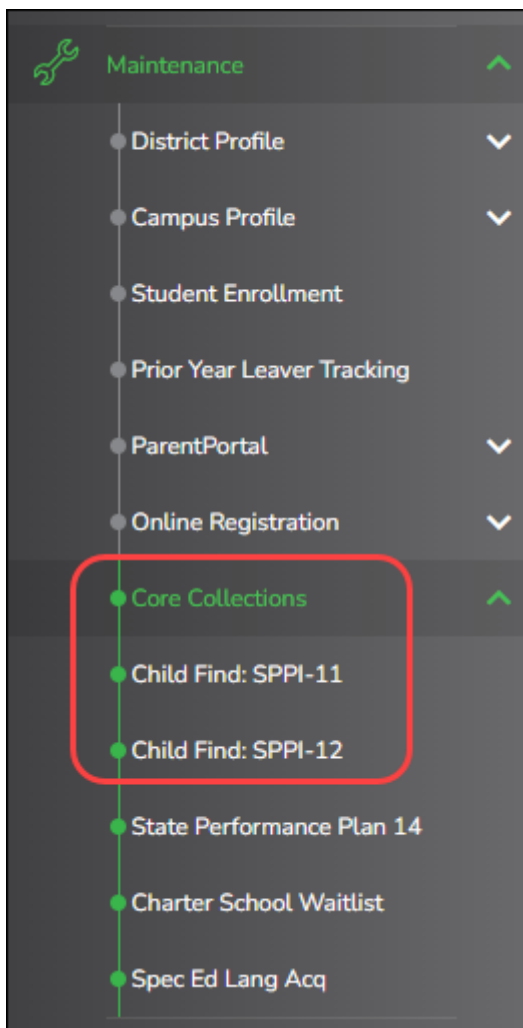 Maintenance
District Profile
Campus Profile
Student Enrollment
Prior Year Leaver Tracking
ParentPortal
Online Registration
Core Collections
Child Find: SPPI-11
Child Find: SPPI-12
State Performance Plan 14
Charter School Waitlist
Spec Ed Lang Acq